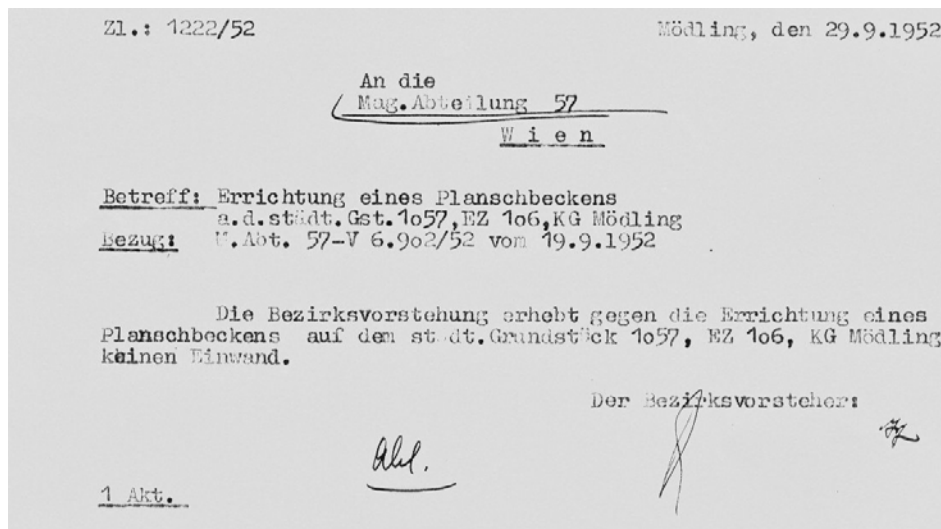 Zl.: 1222/52 Mödling, den 29.9.1952
An die
Mag.Abteilung 57
W i e n
Betreff: Errichtung eines Planschbeckens
a.d.städt.Gst.1o57,EZ 1o6,KG Mödling
Bezug: M.Abt. 57-V 6.9o2/52 vom 19.9.1952
Die Bezirksvorstehung erhebt gegen die Errichtung eines
Planschbeckens auf dem städt.Grundstück 1o57, EZ 1o6, KG Mödling
keinen Einwand.
Der Bezirksvorsteher:
Abl.
1 Akt.